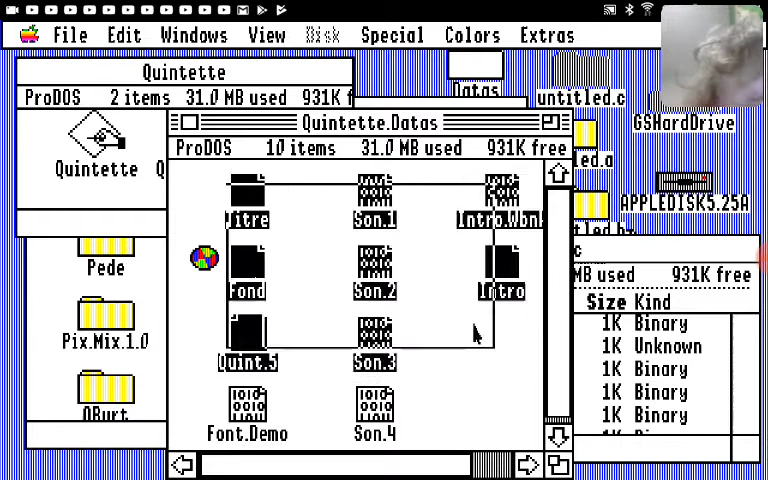 File Edit Windows View Disk Special Colors Extras
Quintette
ProDOS 2 items 31.0 MB used 931K f
Quintette Q
Pede
Pix.Mix.1.0
QBurt
Datas
untitled.c
GSHardDrive
APPLEDISK5.25A
Quintette.Datas
ProDOS 10 items 31.0 MB used 931K free
Titre Son.1
Fond Son.2 Intro
Quint.5 Son.3
Font.Demo Son.4
MB used 931K free
Size Kind
1K Binary
1K Unknown
1K Binary
1K Binary
1K Binary